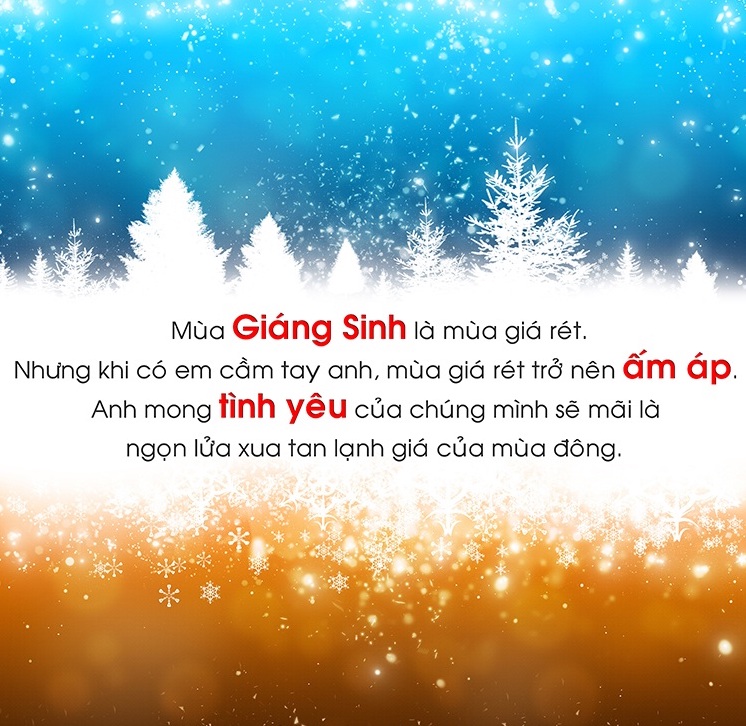 Mùa Giáng Sinh là mùa giá rét.
Nhưng khi có em cầm tay anh, mùa giá rét trở nên ấm áp.
Anh mong tình yêu của chúng mình sẽ mãi là
ngọn lửa xua tan lạnh giá của mùa đông.